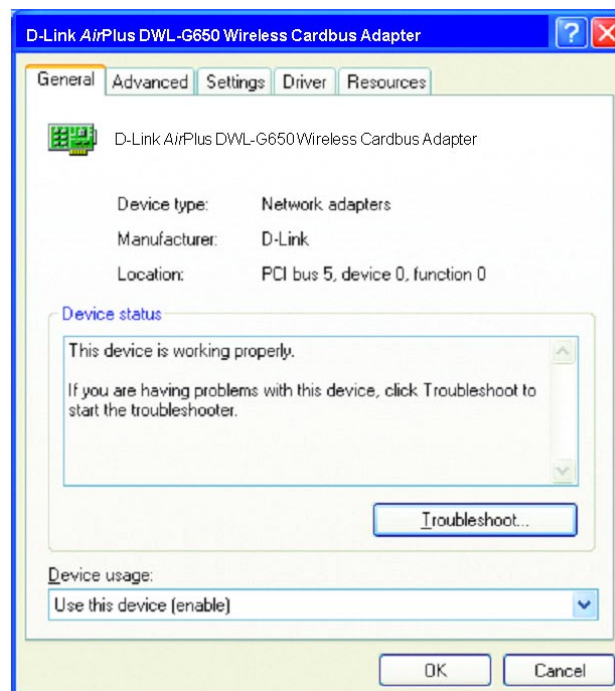 D-Link AirPlus DWL-G650 Wireless Cardbus Adapter
General Advanced Settings Driver Resources
D-Link AirPlus DWL-G650 Wireless Cardbus Adapter
Device type: Network adapters
Manufacturer: D-Link
Location: PCI bus 5, device 0, function 0
Device status
This device is working properly.
If you are having problems with this device, click Troubleshoot to
start the troubleshooter.
Troubleshoot...
Device usage:
Use this device (enable)
OK Cancel